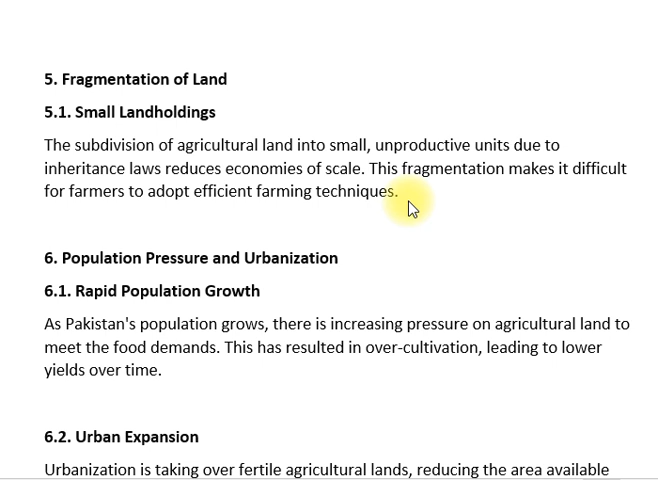 5. Fragmentation of Land
5.1. Small Landholdings
The subdivision of agricultural land into small, unproductive units due to
inheritance laws reduces economies of scale. This fragmentation makes it difficult
for farmers to adopt efficient farming techniques.
6. Population Pressure and Urbanization
6.1. Rapid Population Growth
As Pakistan's population grows, there is increasing pressure on agricultural land to
meet the food demands. This has resulted in over-cultivation, leading to lower
yields over time.
6.2. Urban Expansion
Urbanization is taking over fertile agricultural lands, reducing the area available